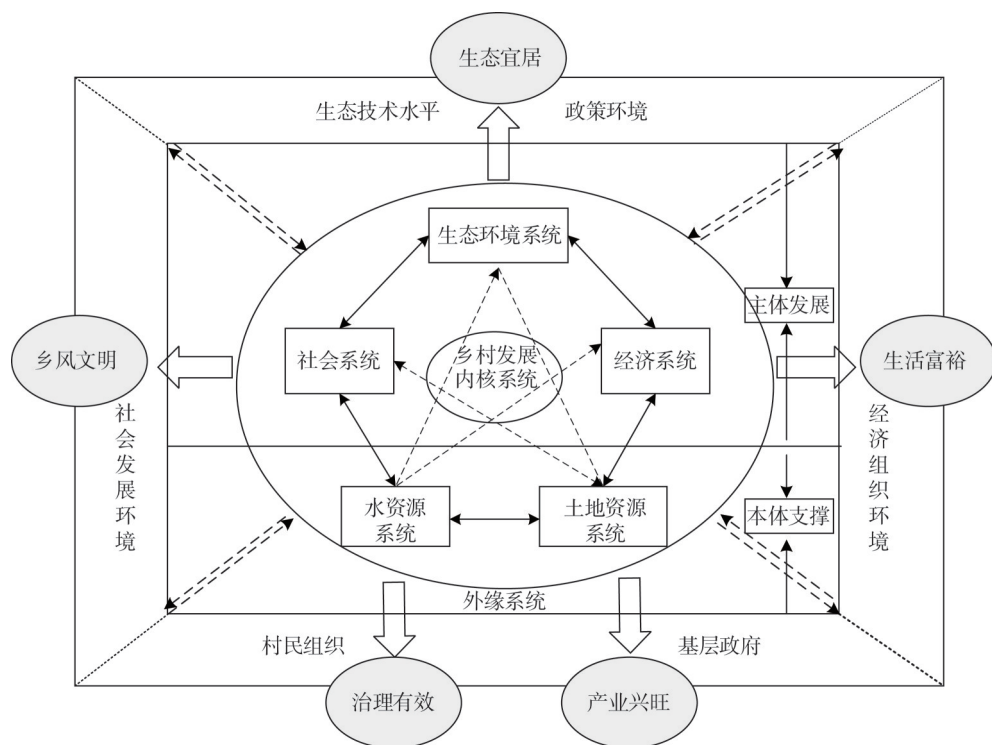 生态宜居
生态技术水平
政策环境
生态环境系统
主体发展
乡风文明
社会系统
乡村发展
内核系统
经济系统
生活富裕
社会发展环境
经济组织环境
水资源
系统
土地资源
系统
本体支撑
外缘系统
村民组织
基层政府
治理有效
产业兴旺